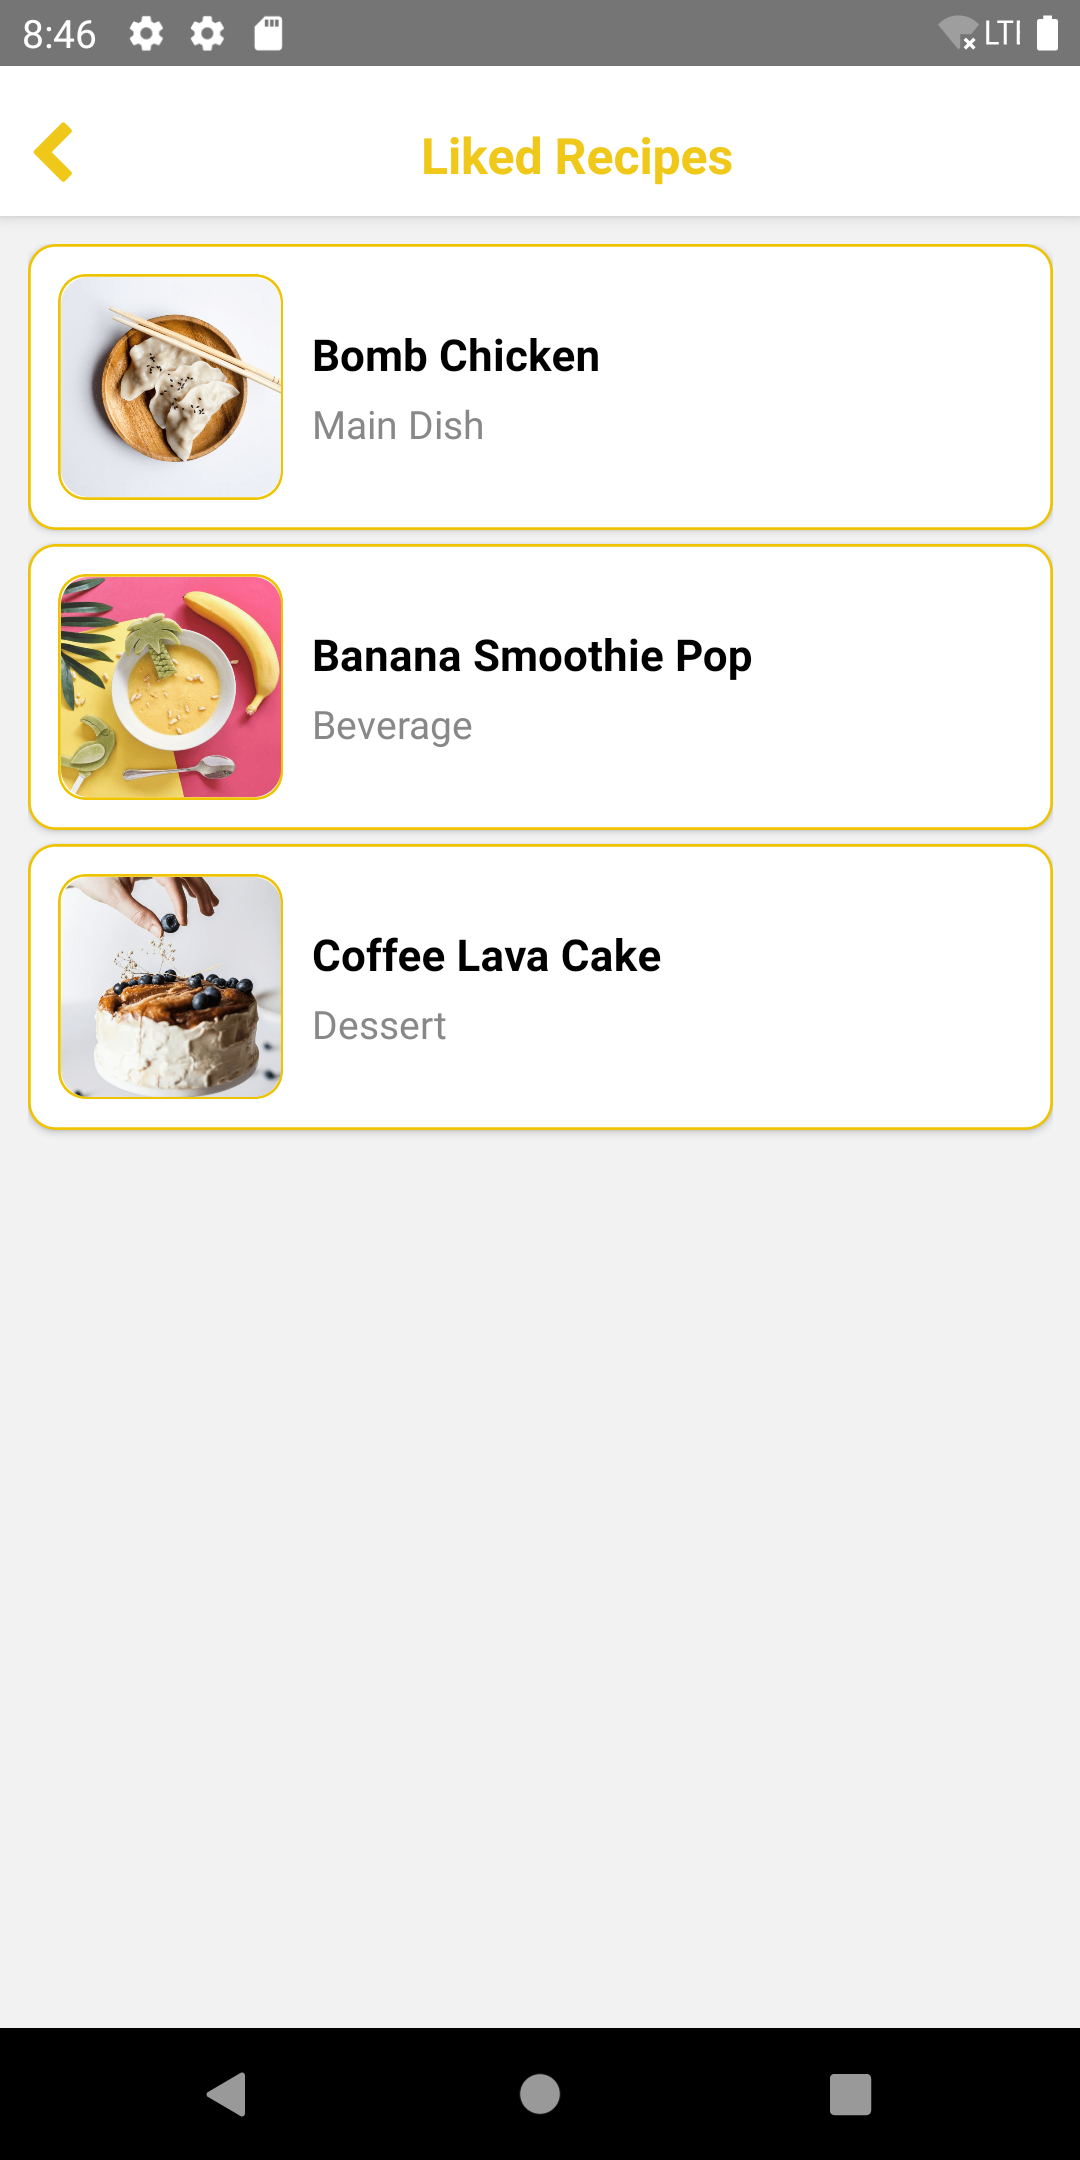 8:46
LTE
Liked Recipes
Bomb Chicken
Main Dish
Banana Smoothie Pop
Beverage
Coffee Lava Cake
Dessert